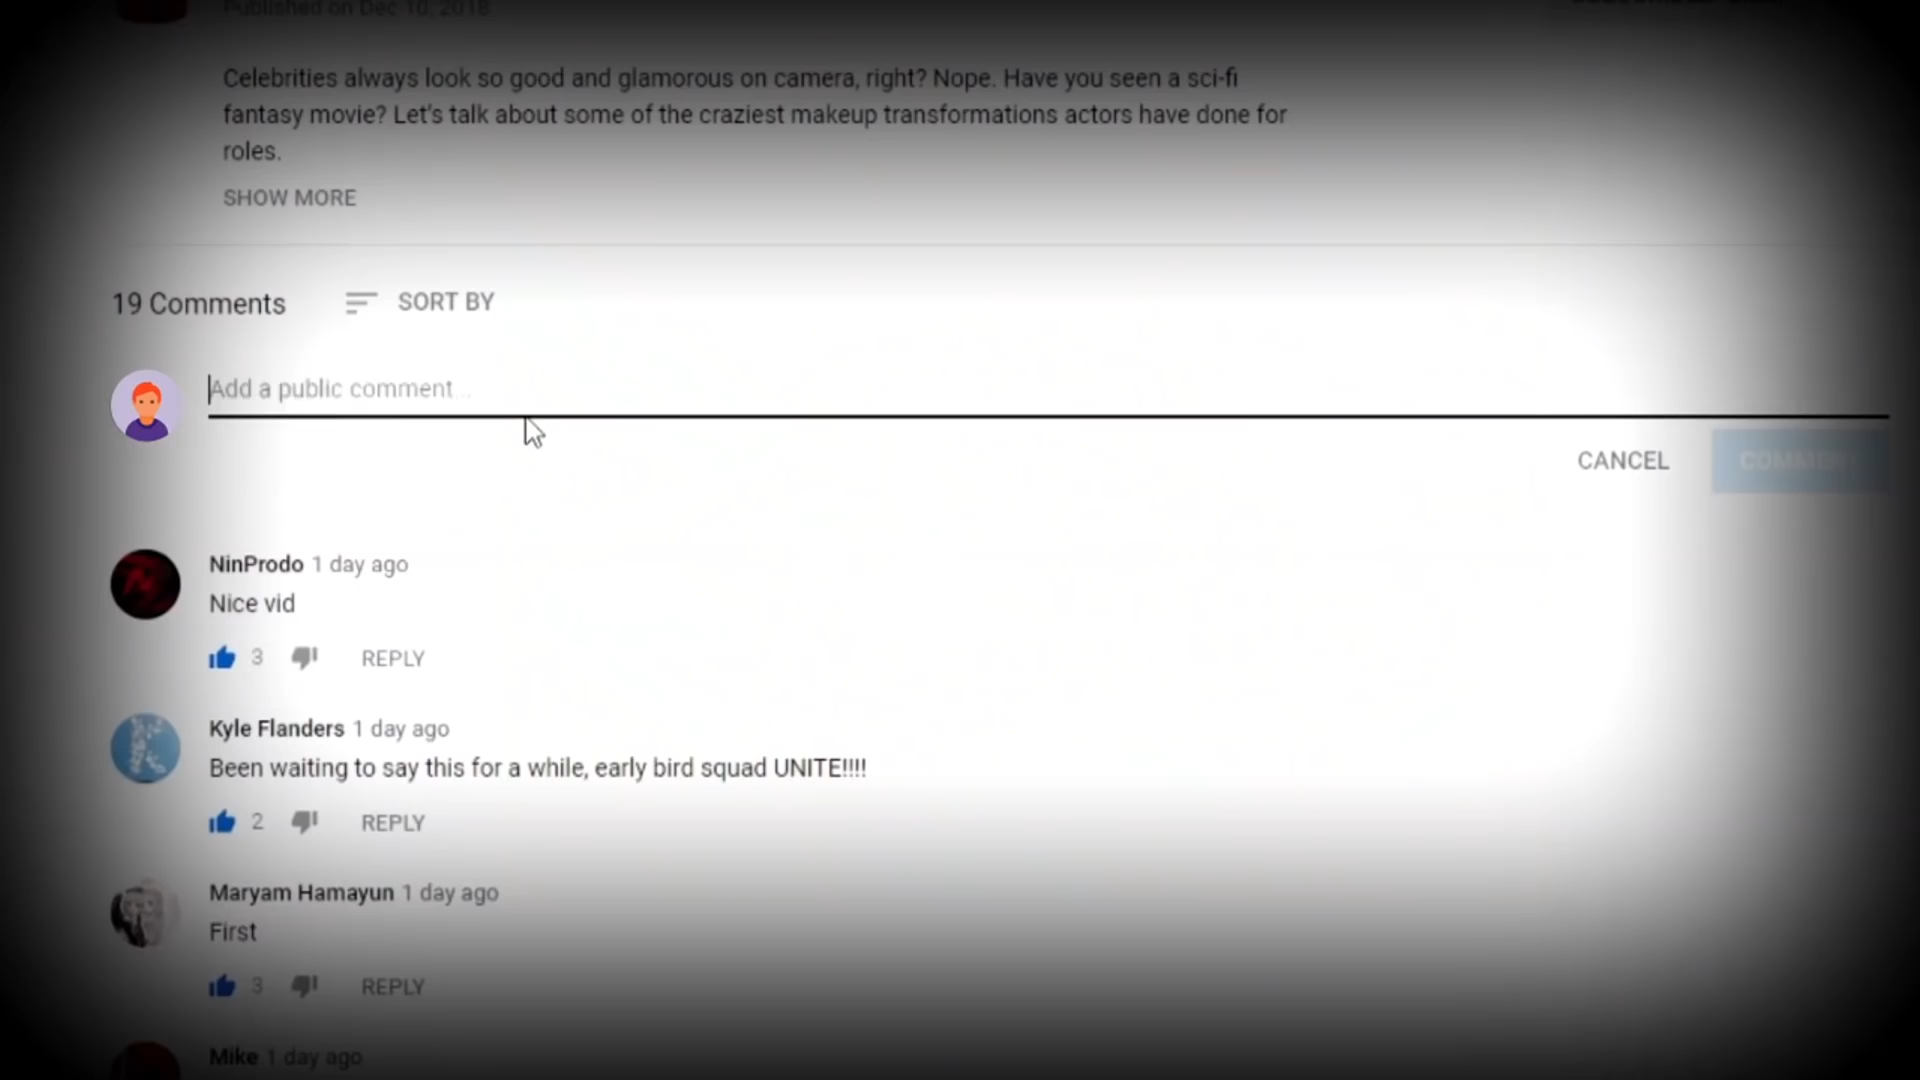 Published on Dec 10, 2018
Celebrities always look so good and glamorous on camera, right? Nope. Have you seen a sci-fi
fantasy movie? Let's talk about some of the craziest makeup transformations actors have done for
roles.
SHOW MORE
19 Comments
SORT BY
Add a public comment...
CANCEL
COMMENT
NinProdo 1 day ago
Nice vid
3
REPLY
Kyle Flanders 1 day ago
Been waiting to say this for a while, early bird squad UNITE!!!!
2
REPLY
Maryam Hamayun 1 day ago
First
3
REPLY
Mike 1 day ago